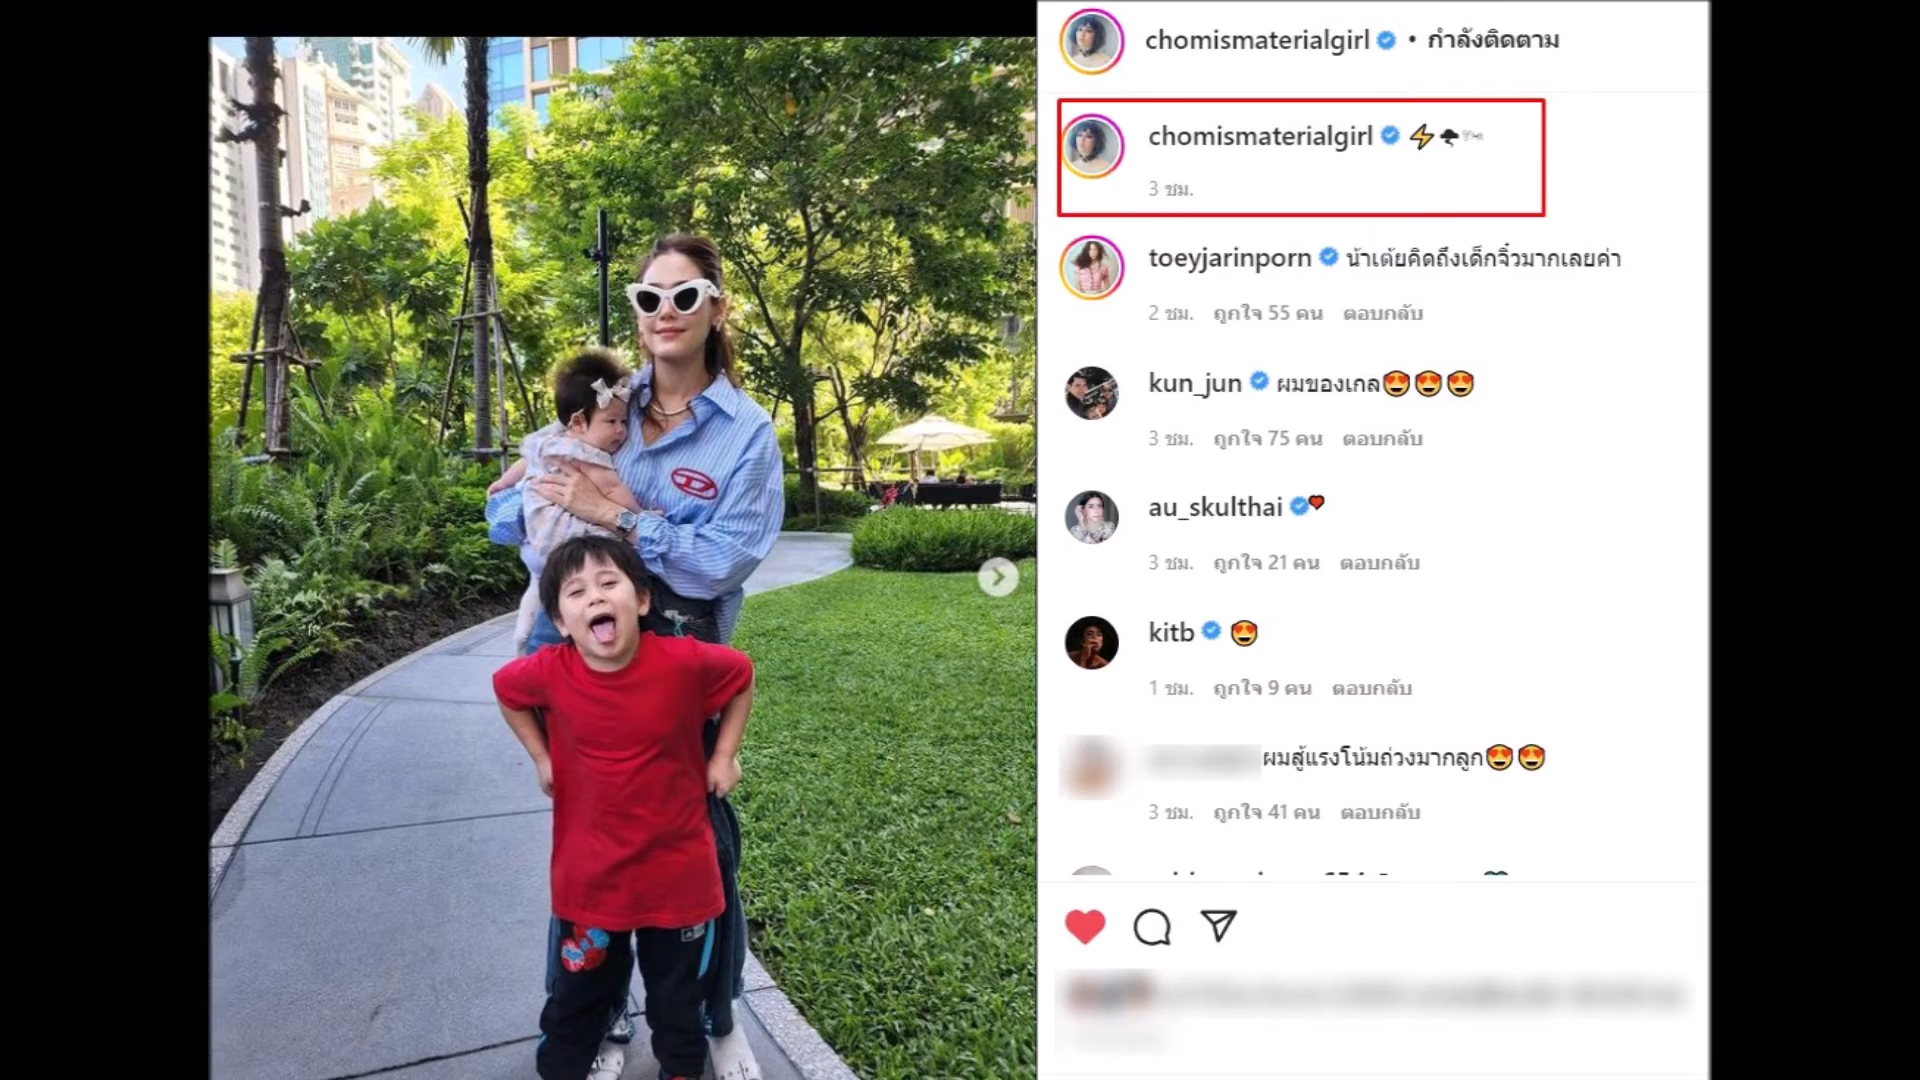 chomismaterialgirl • กำลังติดตาม
chomismaterialgirl ⚡🌪
3 ชม.
toeyjarinporn น้าเต้ยคิดถึงเด็กจิ๋วมากเลยค่า
2 ชม. ถูกใจ 55 คน ตอบกลับ
kun_jun ผมของเกล😍😍😍
3 ชม. ถูกใจ 75 คน ตอบกลับ
au_skulthai ❤
3 ชม. ถูกใจ 21 คน ตอบกลับ
kitb 😍
1 ชม. ถูกใจ 9 คน ตอบกลับ
ผมสู้แรงโน้มถ่วงมากลูก😍😍
3 ชม. ถูกใจ 41 คน ตอบกลับ